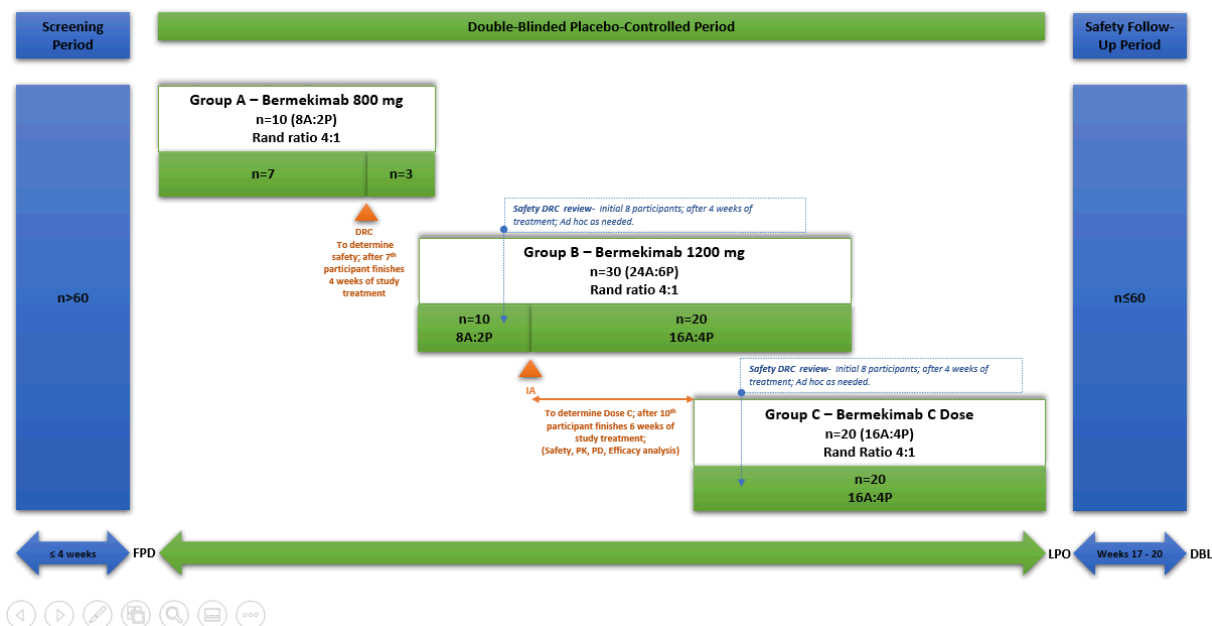 Screening
Period
Double-Blinded Placebo-Controlled Period
Safety Follow-
Up Period
n>60
Group A – Bermekimab 800 mg
n=10 (8A:2P)
Rand ratio 4:1
n=7
n=3
DRC
To determine
safety; after 7th
participant finishes
4 weeks of study
treatment
Safety DRC review- Initial 8 participants; after 4 weeks of
treatment; Ad hoc as needed.
Group B – Bermekimab 1200 mg
n=30 (24A:6P)
Rand ratio 4:1
n=10
8A:2P
n=20
16A:4P
IA
To determine Dose C; after 10th
participant finishes 6 weeks of
study treatment;
(Safety, PK, PD, Efficacy analysis)
Safety DRC review- Initial 8 participants; after 4 weeks of
treatment; Ad hoc as needed.
Group C – Bermekimab C Dose
n=20 (16A:4P)
Rand Ratio 4:1
n=20
16A:4P
n≤60
≤ 4 weeks
FPD
LPO
Weeks 17 - 20
DBL